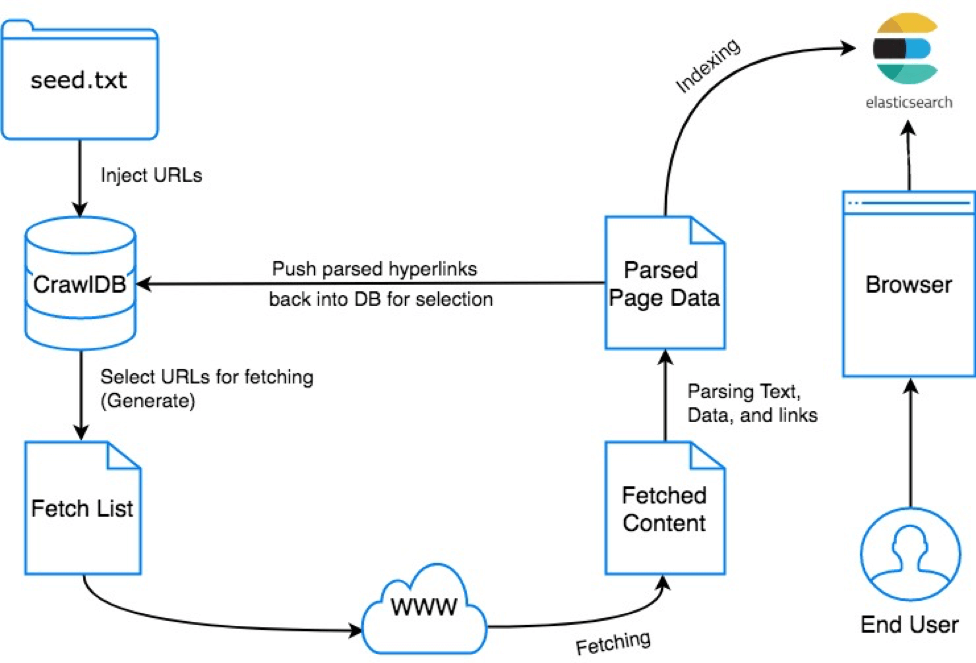 seed.txt
Indexing
elasticsearch
Inject URLs
CrawlDB
Push parsed hyperlinks
back into DB for selection
Parsed
Page Data
Browser
Select URLs for fetching
(Generate)
Parsing Text,
Data, and links
Fetch List
Fetched
Content
WWW
Fetching
End User